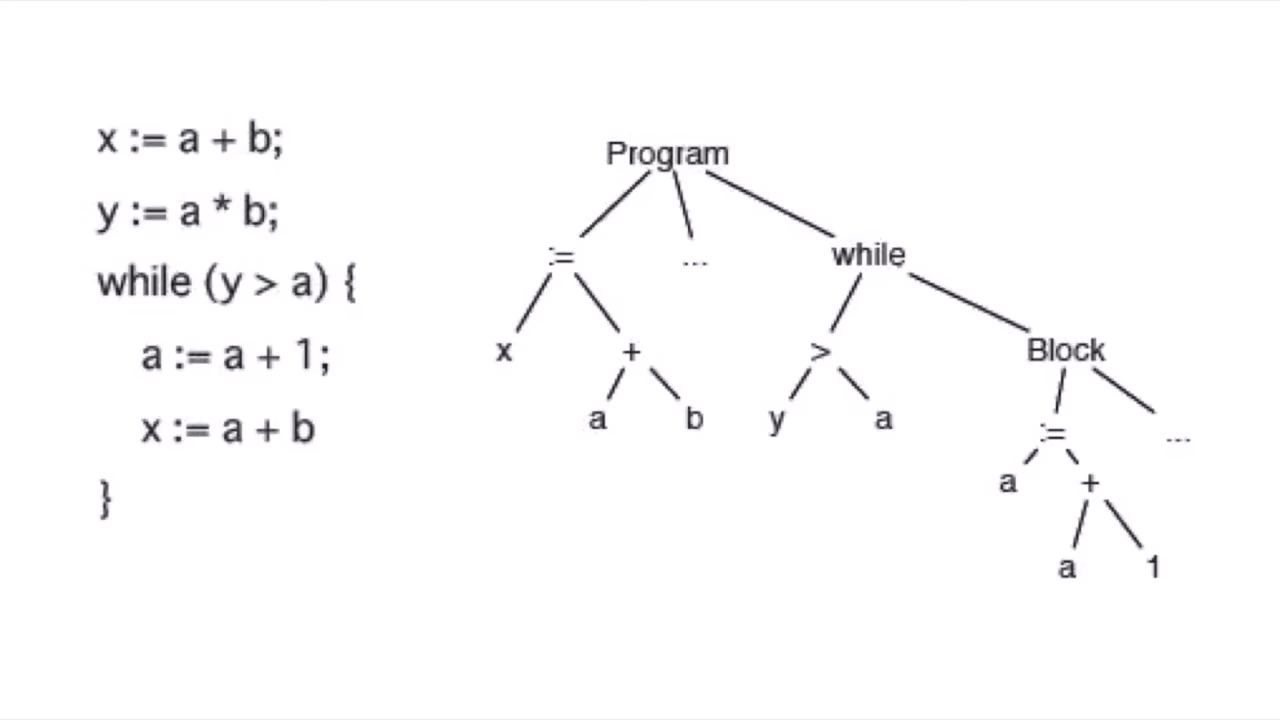 x := a + b;
y := a * b;
while (y > a) {
a := a + 1;
x := a + b
}
Program
:= ... while
x + > Block
a b y a := ...
a +
a 1